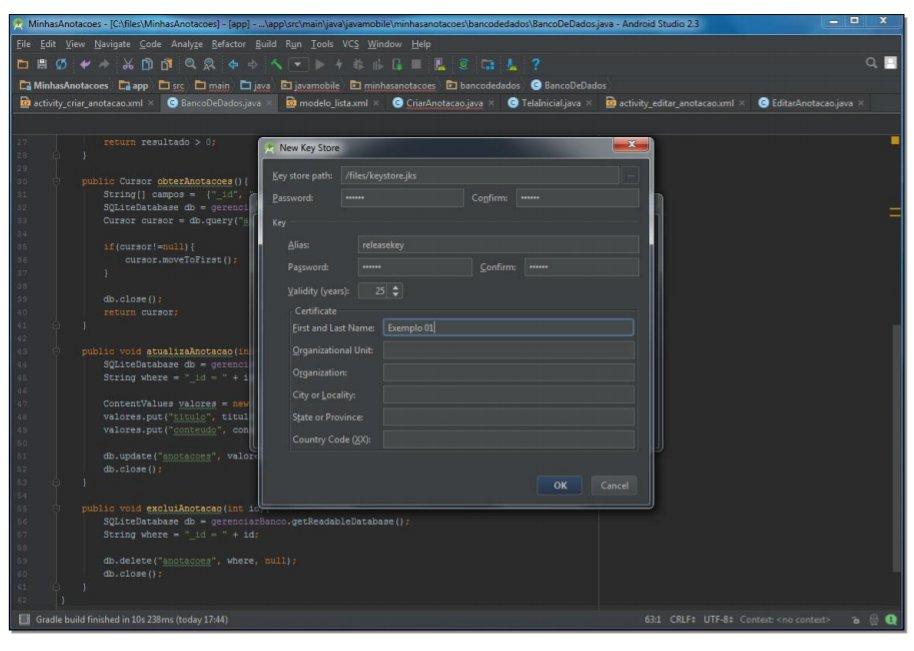 MinhasAnotacoes - [C:\files\MinhasAnotacoes] - [app] - ...\app\src\main\java\javamobile\minhasanotacoes\bancodedados\BancoDeDados.java - Android Studio 2.3
File Edit View Navigate Code Analyze Refactor Build Run Tools VCS Window Help
MinhasAnotacoes app src main java javamobile minhasanotacoes bancodedados BancoDeDados
activity_criar_anotacao.xml BancoDeDados.java modelo_lista.xml CriarAnotacao.java TelaInicial.java activity_editar_anotacao.xml EditarAnotacao.java
27 return resultado > 0;
28 }
29
30 public Cursor obterAnotacoes(){
31 String[] campos = {"_id",
32 SQLiteDatabase db = gerenci
33 Cursor cursor = db.query("a
34
35 if(cursor!=null){
36 cursor.moveToFirst();
37 }
38
39 db.close();
40 return cursor;
41 }
42
43 public void atualizaAnotacao(in
44 SQLiteDatabase db = gerenci
45 String where = "_id = " + i
46
47 ContentValues valores = new
48 valores.put("titulo", titul
49 valores.put("conteudo", con
50
51 db.update("anotacoes", valor
52 db.close();
53 }
54
55 public void excluiAnotacao(int id
56 SQLiteDatabase db = gerenciarBanco.getReadableDatabase();
57 String where = "_id = " + id;
58
59 db.delete("anotacoes", where, null);
60 db.close();
61 }
62 }
New Key Store
Key store path: /files/keystore.jks ...
Password: •••••• Confirm: ••••••
Key
Alias: releasekey
Password: •••••• Confirm: ••••••
Validity (years): 25
Certificate
First and Last Name: Exemplo 01
Organizational Unit:
Organization:
City or Locality:
State or Province:
Country Code (XX):
OK Cancel
Gradle build finished in 10s 238ms (today 17:44) 63:1 CRLF÷ UTF-8÷ Context: <no context> 1